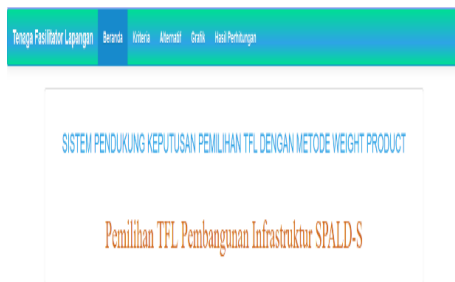 Tenaga Fasilitator Lapangan Beranda Kriteria Alternatif Grafik Hasil Perhitungan
SISTEM PENDUKUNG KEPUTUSAN PEMILIHAN TFL DENGAN METODE WEIGHT PRODUCT
Pemilihan TFL Pembangunan Infrastruktur SPALD-S